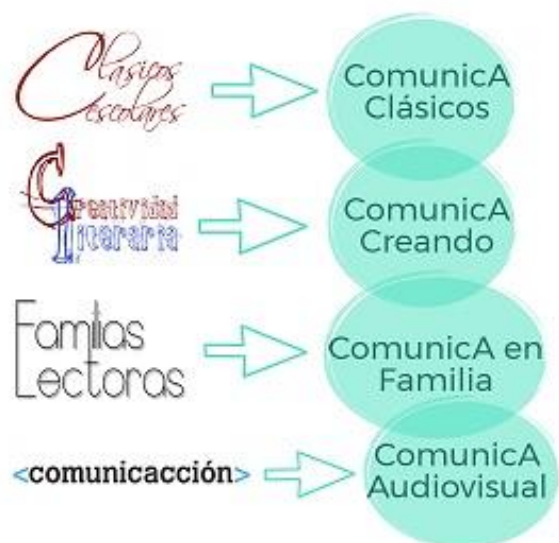 Clásicos
escolares
ComunicA
Clásicos
Creatividad
literaria
ComunicA
Creando
Familias
Lectoras
ComunicA en
Familia
<comunicacción>
ComunicA
Audiovisual